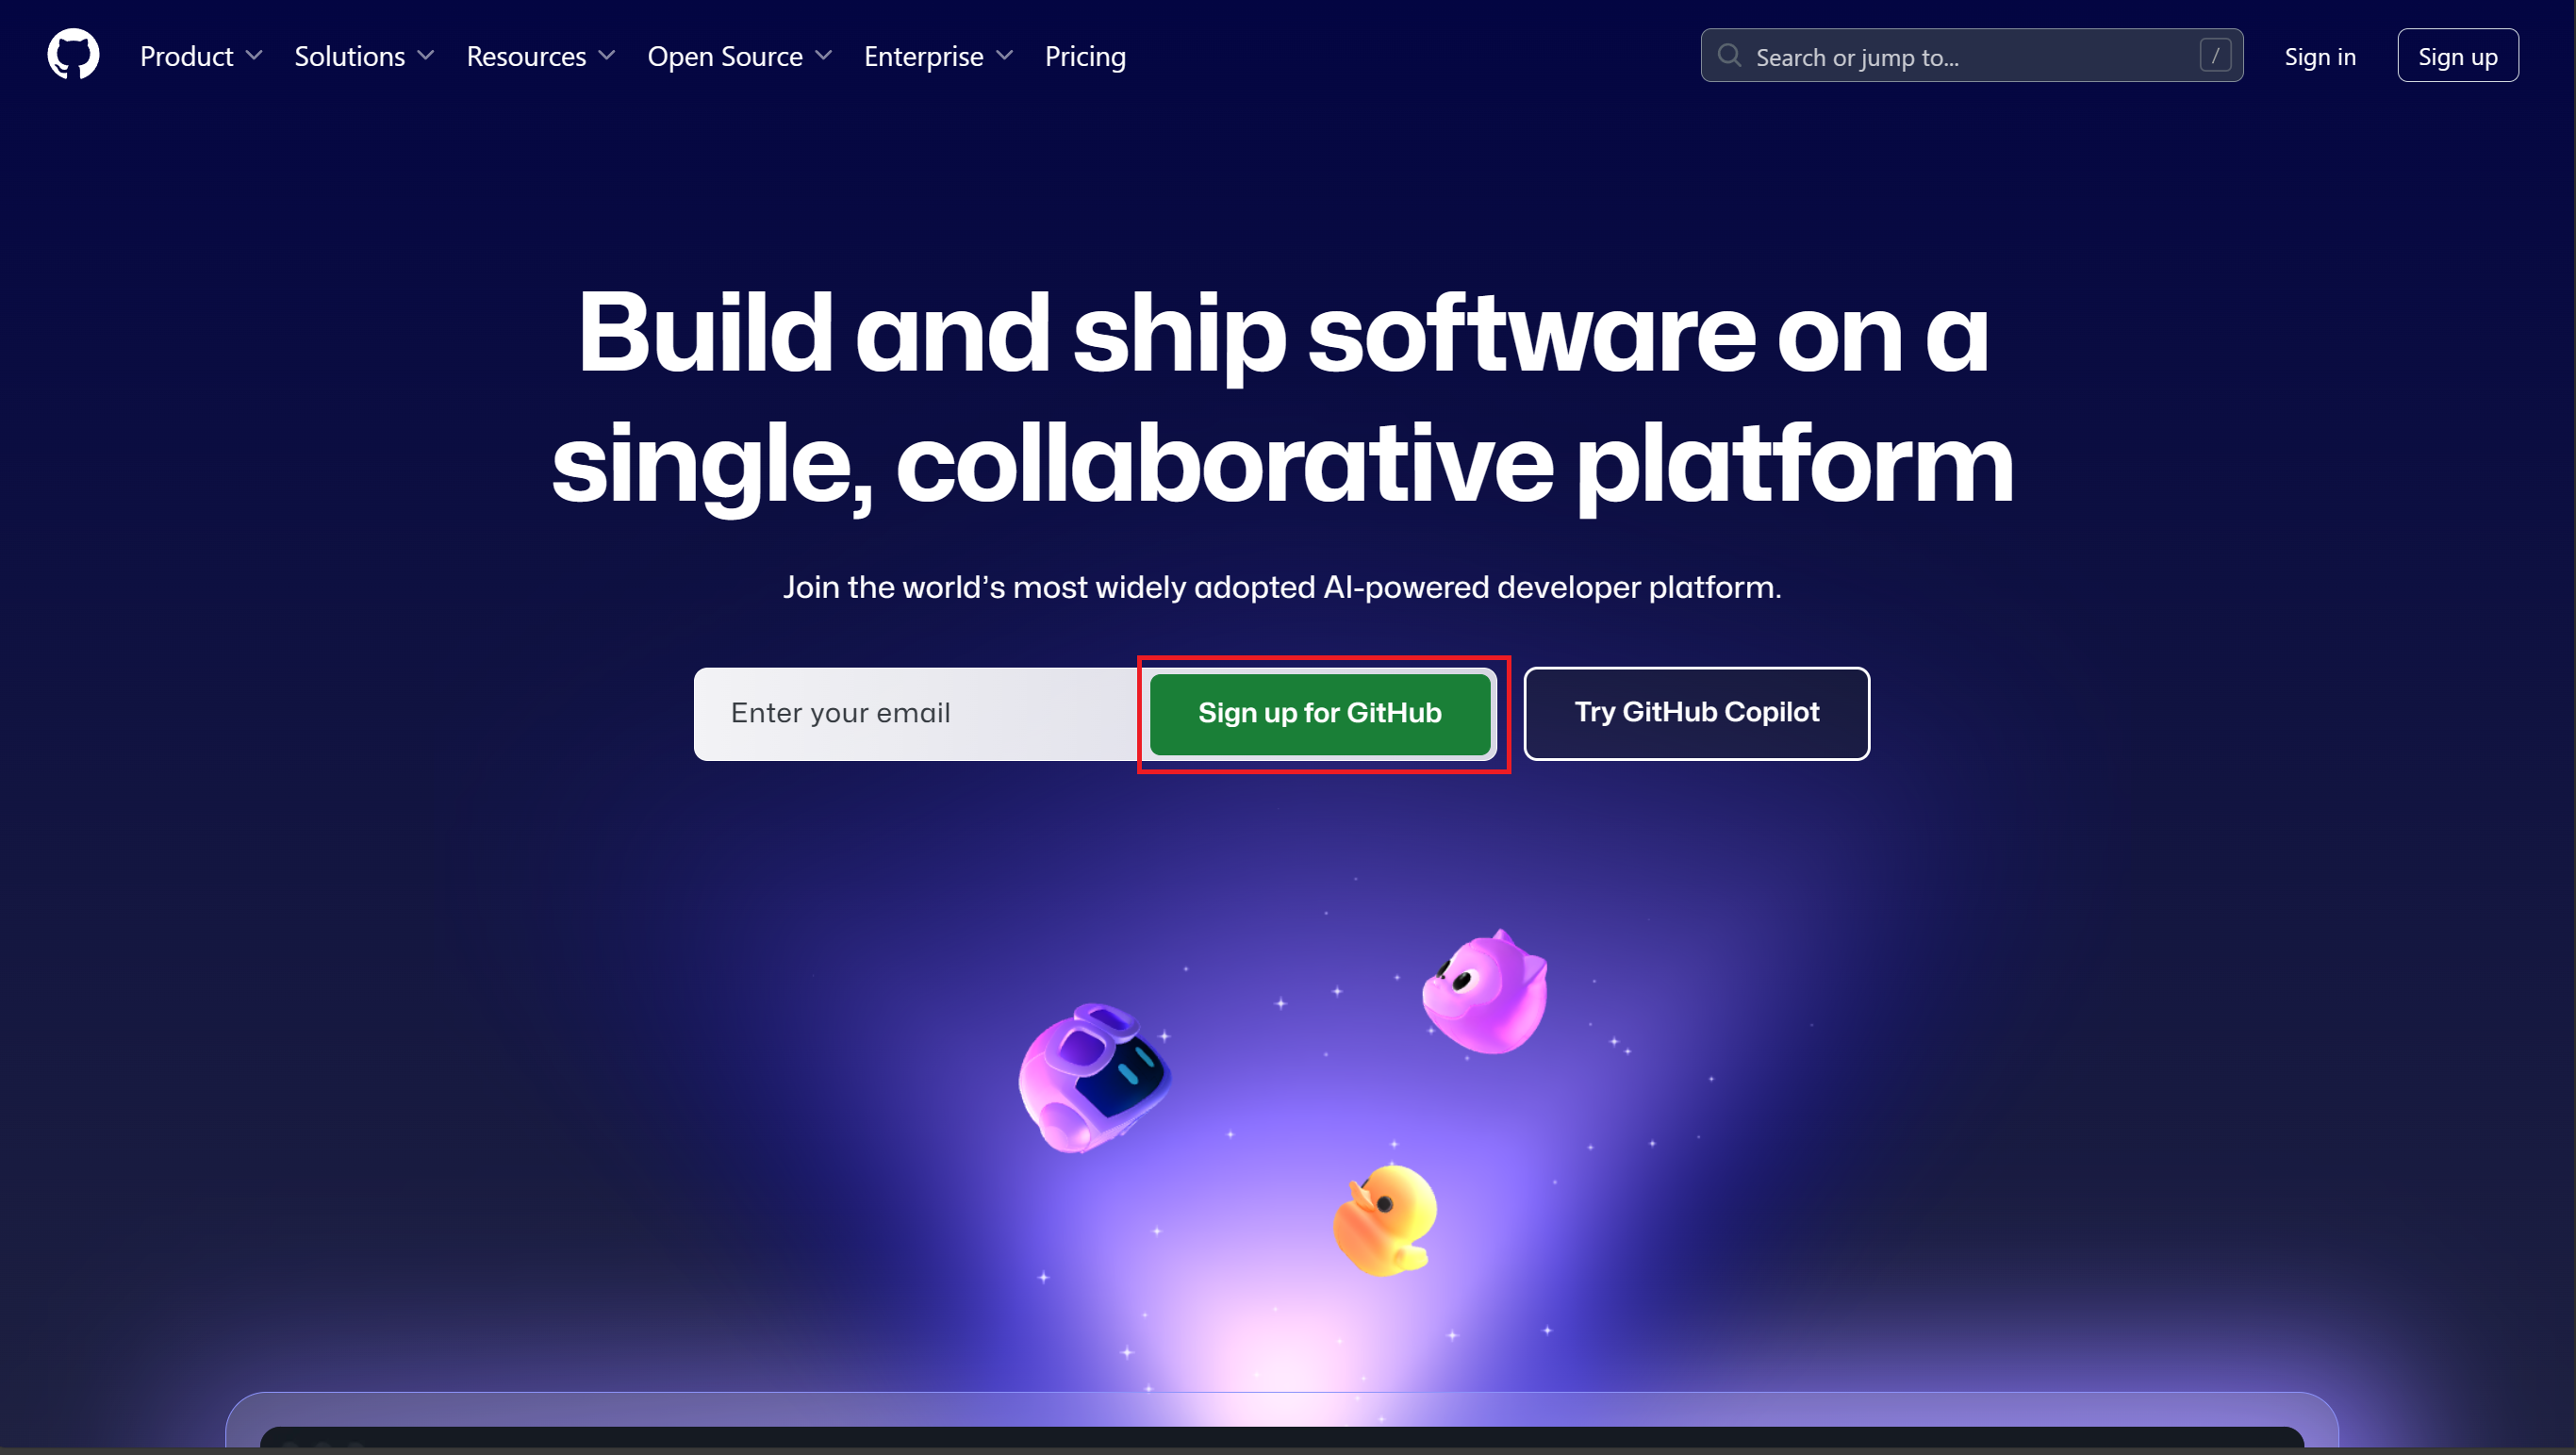 Product Solutions Resources Open Source Enterprise Pricing Search or jump to... / Sign in Sign up
Build and ship software on a
single, collaborative platform
Join the world’s most widely adopted AI-powered developer platform.
Enter your email Sign up for GitHub Try GitHub Copilot